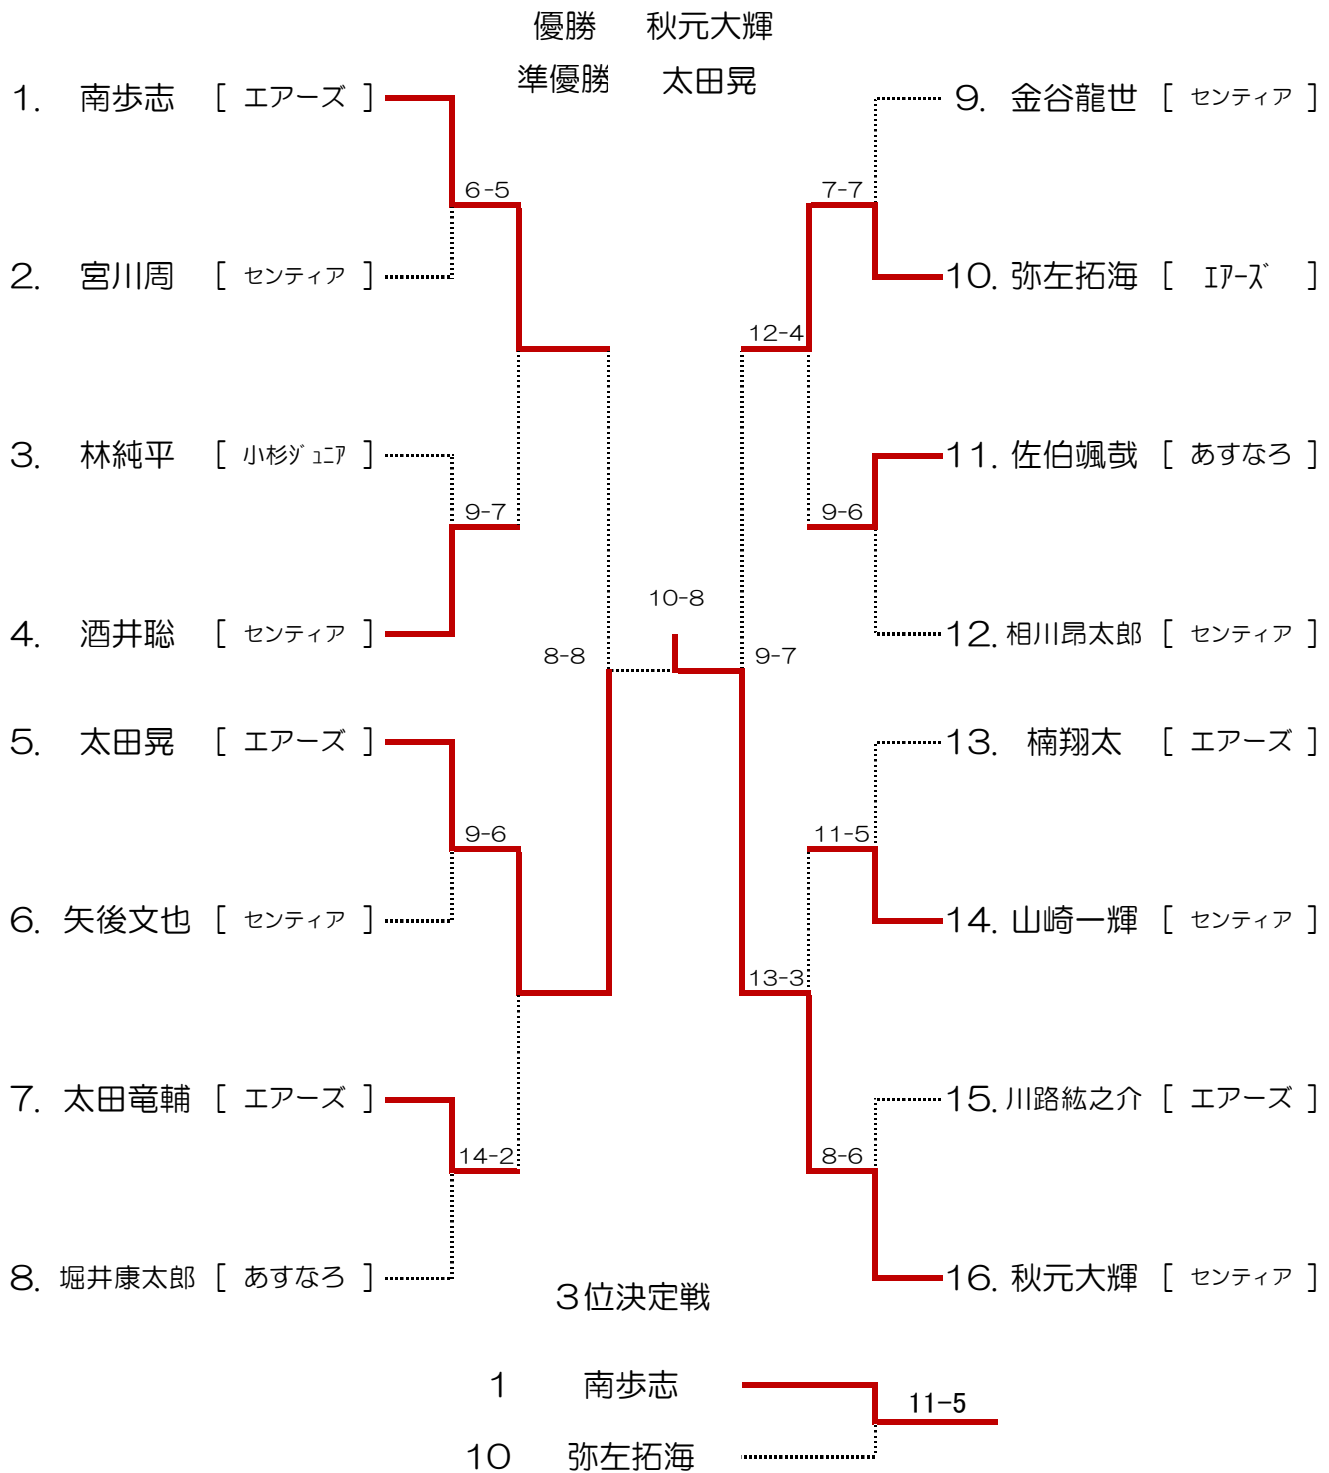 優勝 秋元大輝
準優勝 太田晃
1. 南歩志 [ エアーズ ]
6-5
2. 宮川周 [ センティア ]
3. 林純平 [ 小杉ｼﾞｭﾆｱ ]
9-7
4. 酒井聡 [ センティア ]
8-8
5. 太田晃 [ エアーズ ]
9-6
6. 矢後文也 [ センティア ]
7. 太田竜輔 [ エアーズ ]
14-2
8. 堀井康太郎 [ あすなろ ]
10-8
9. 金谷龍世 [ センティア ]
7-7
10. 弥左拓海 [ ｴｱｰｽﾞ ]
12-4
11. 佐伯颯哉 [ あすなろ ]
9-6
12. 相川昂太郎 [ センティア ]
9-7
13. 楠翔太 [ エアーズ ]
11-5
14. 山崎一輝 [ センティア ]
13-3
15. 川路紘之介 [ エアーズ ]
8-6
16. 秋元大輝 [ センティア ]
3位決定戦
1 南歩志
11-5
10 弥左拓海